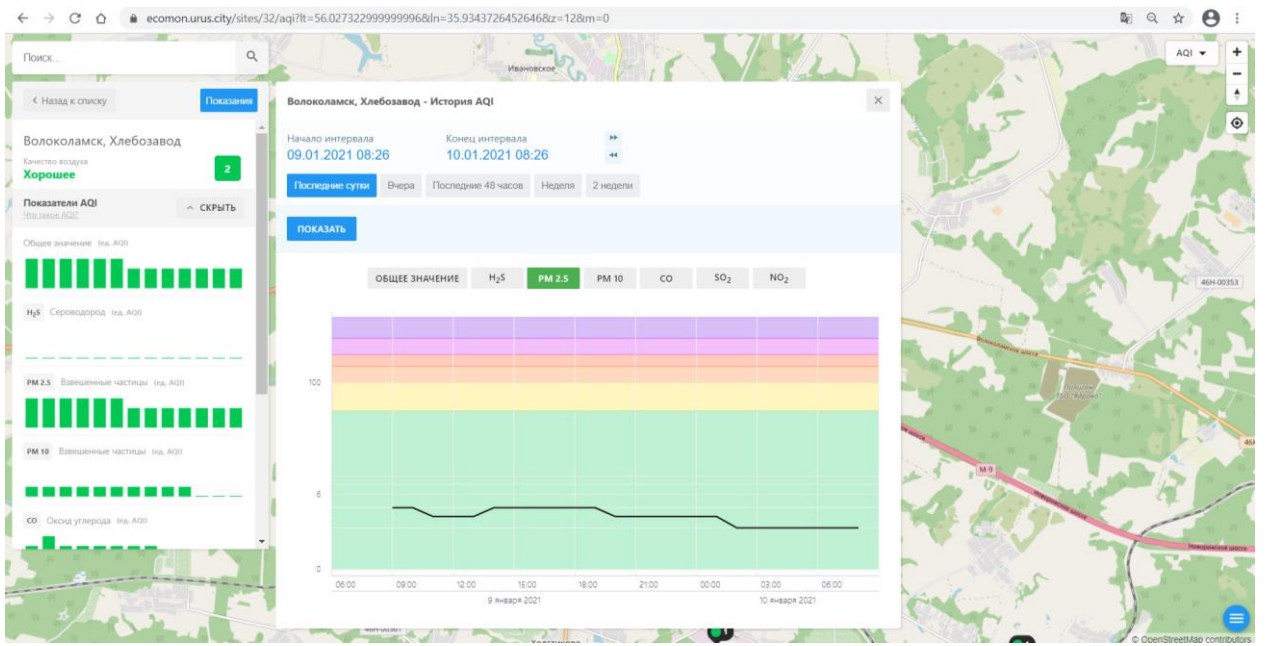 ecomon.urus.city/sites/32/aqi?lt=56.027322999999996&ln=35.9343726452646&z=12&m=0
Поиск...
Назад к списку
Показания
Волоколамск, Хлебозавод
Качество воздуха
Хорошее
2
Показатели AQI
Что такое AQI?
СКРЫТЬ
Общее значение (ед. AQI)
H₂S Сероводород (ед. AQI)
PM 2.5 Взвешенные частицы (ед. AQI)
PM 10 Взвешенные частицы (ед. AQI)
CO Оксид углерода (ед. AQI)
Ивановское
Волоколамск, Хлебозавод - История AQI
×
Начало интервала Конец интервала
09.01.2021 08:26 10.01.2021 08:26
Последние сутки Вчера Последние 48 часов Неделя 2 недели
ПОКАЗАТЬ
ОБЩЕЕ ЗНАЧЕНИЕ H₂S PM 2.5 PM 10 CO SO₂ NO₂
100
6
0
06:00 09:00 12:00 15:00 18:00 21:00 00:00 03:00 06:00
9 января 2021 10 января 2021
AQI
+
−
46Н-00353
Волоколамское шоссе
Полигон
ТБО "Ядрово"
М-9
Новорижское шоссе
Новорижское шоссе
© OpenStreetMap contributors